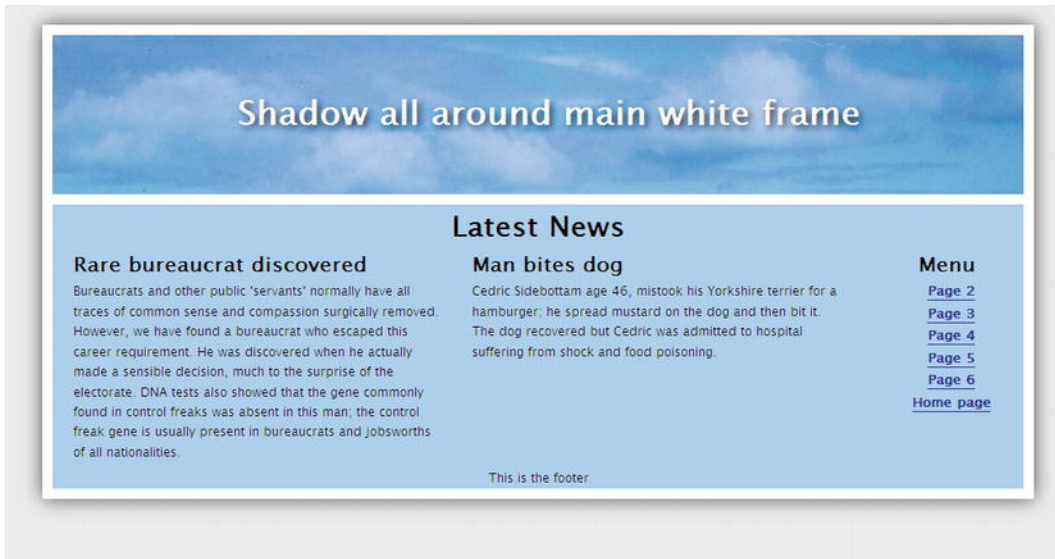 Shadow all around main white frame
Latest News
Rare bureaucrat discovered
Bureaucrats and other public 'servants' normally have all
traces of common sense and compassion surgically removed.
However, we have found a bureaucrat who escaped this
career requirement. He was discovered when he actually
made a sensible decision, much to the surprise of the
electorate. DNA tests also showed that the gene commonly
found in control freaks was absent in this man; the control
freak gene is usually present in bureaucrats and jobsworths
of all nationalities.
Man bites dog
Cedric Sidebottam age 46, mistook his Yorkshire terrier for a
hamburger; he spread mustard on the dog and then bit it.
The dog recovered but Cedric was admitted to hospital
suffering from shock and food poisoning.
Menu
Page 2
Page 3
Page 4
Page 5
Page 6
Home page
This is the footer